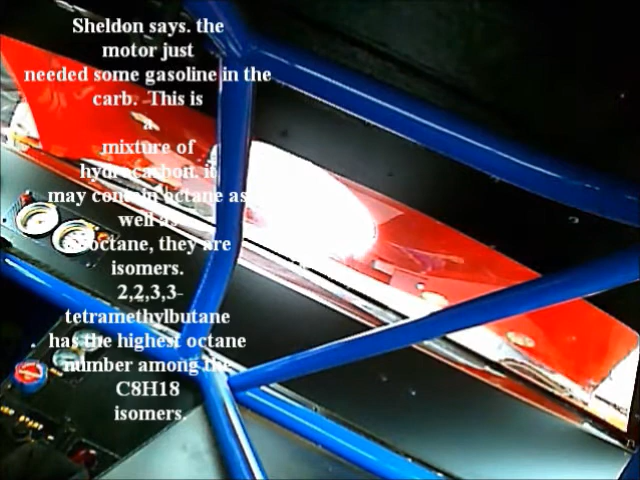 Sheldon says. the
motor just
needed some gasoline in the
carb. This is
a
mixture of
hydrocarbon. it
may contain octane as
well as
isooctane, they are
isomers.
2,2,3,3-
tetramethylbutane
has the highest octane
number among the
C8H18
isomers.